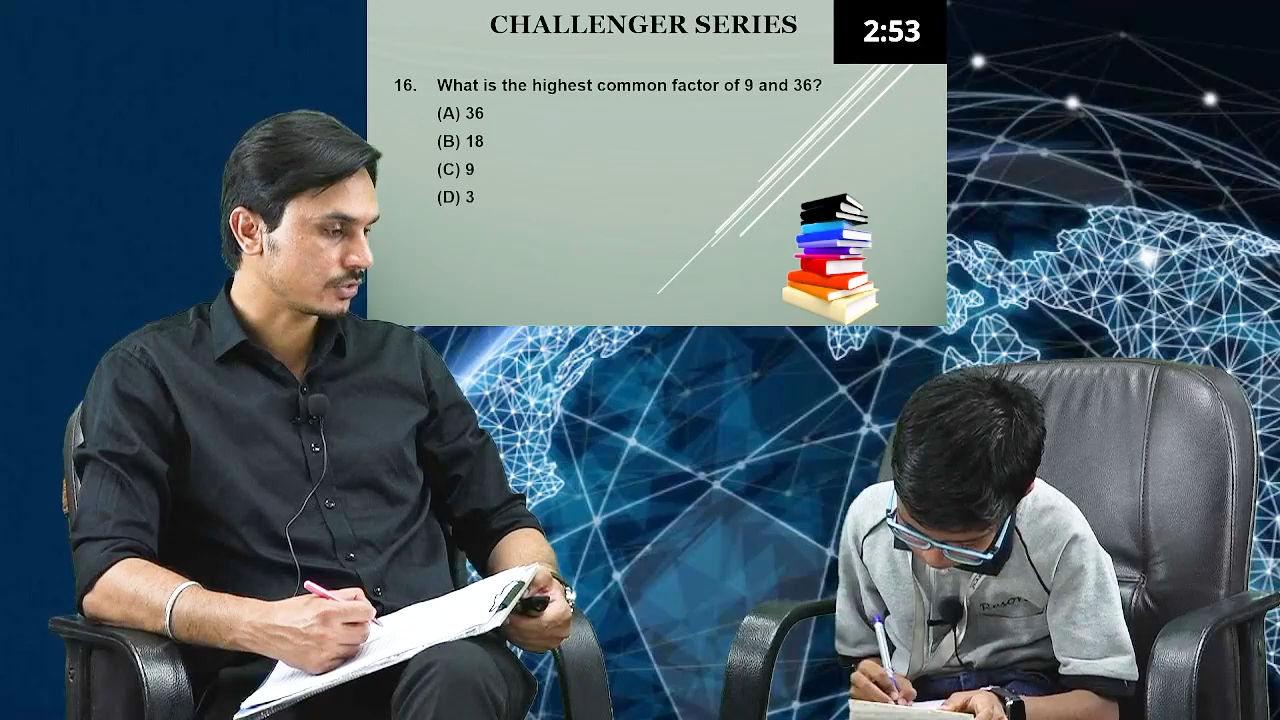 CHALLENGER SERIES
2:53
16. What is the highest common factor of 9 and 36?
(A) 36
(B) 18
(C) 9
(D) 3